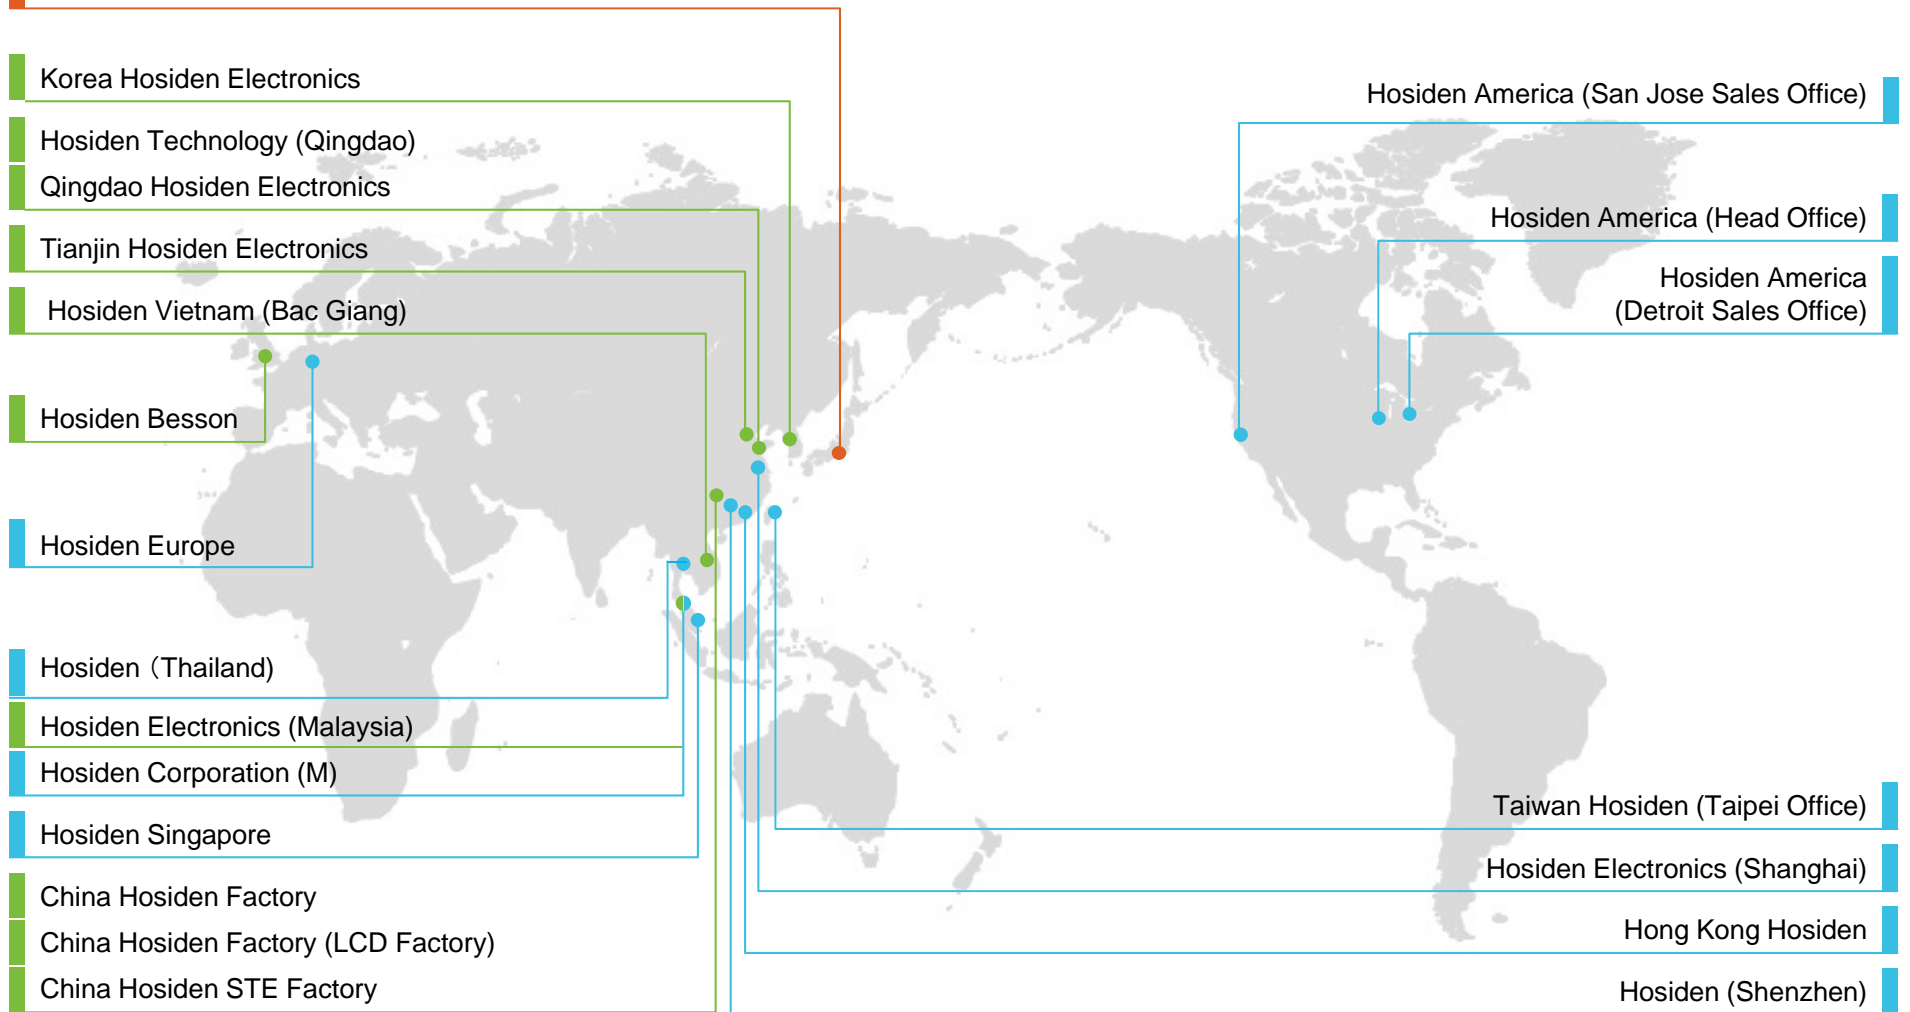 Korea Hosiden Electronics
Hosiden Technology (Qingdao)
Qingdao Hosiden Electronics
Tianjin Hosiden Electronics
Hosiden Vietnam (Bac Giang)
Hosiden Besson
Hosiden Europe
Hosiden （Thailand)
Hosiden Electronics (Malaysia)
Hosiden Corporation (M)
Hosiden Singapore
China Hosiden Factory
China Hosiden Factory (LCD Factory)
China Hosiden STE Factory
Hosiden America (San Jose Sales Office)
Hosiden America (Head Office)
Hosiden America
(Detroit Sales Office)
Taiwan Hosiden (Taipei Office)
Hosiden Electronics (Shanghai)
Hong Kong Hosiden
Hosiden (Shenzhen)